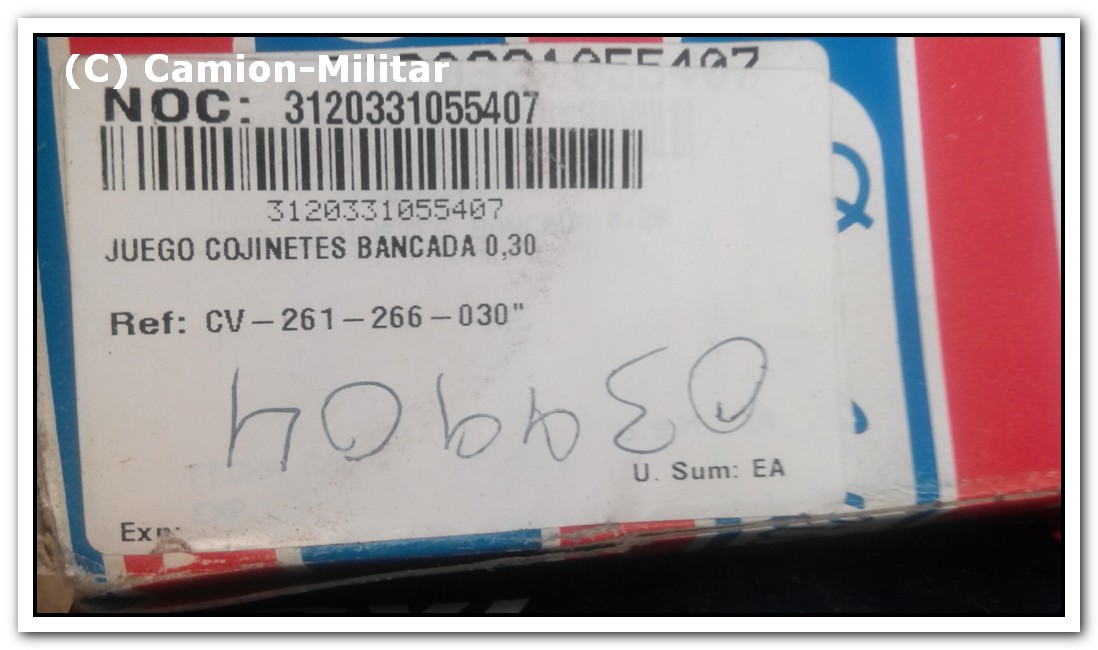 (C) Camion-Militar
NOC: 3120331055407
3120331055407
JUEGO COJINETES BANCADA 0,30
Ref: CV-261-266-030"
039904
U. Sum: EA
Exp: